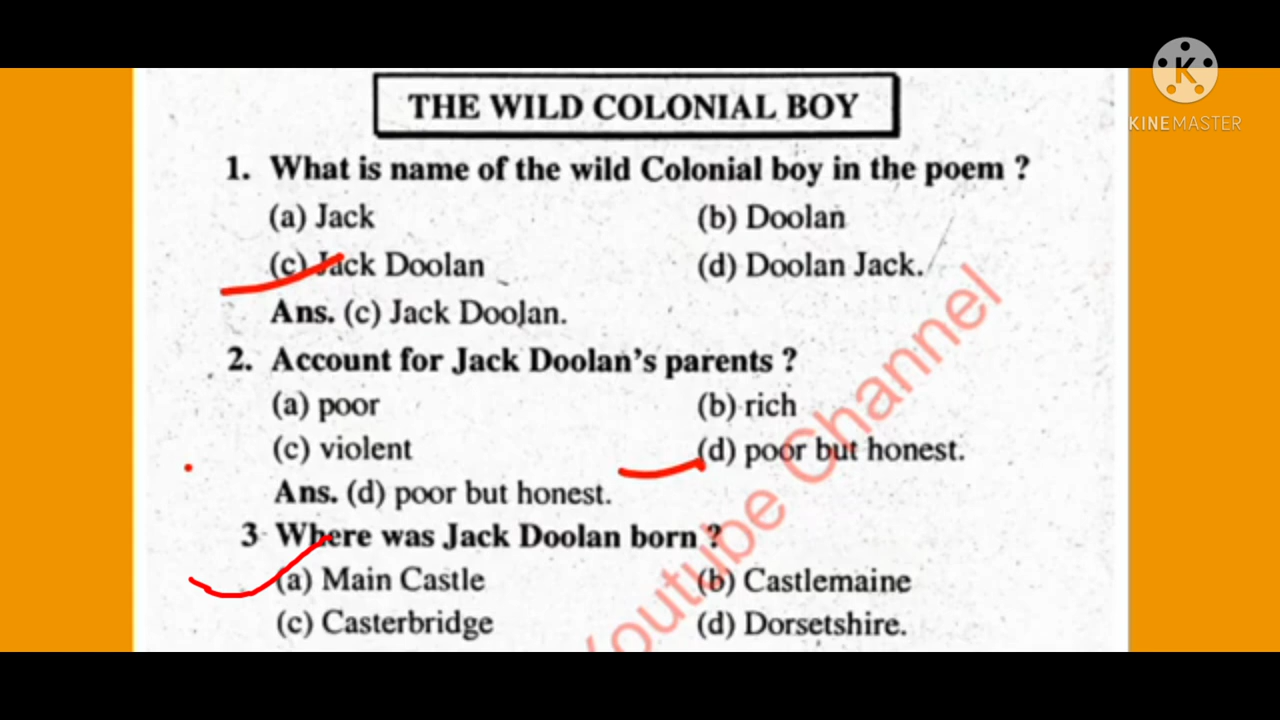 KINEMASTER
THE WILD COLONIAL BOY
1. What is name of the wild Colonial boy in the poem ?
(a) Jack (b) Doolan
(c) Jack Doolan (d) Doolan Jack.
Ans. (c) Jack Doolan.
2. Account for Jack Doolan's parents ?
(a) poor (b) rich
(c) violent (d) poor but honest.
Ans. (d) poor but honest.
3 Where was Jack Doolan born ?
(a) Main Castle (b) Castlemaine
(c) Casterbridge (d) Dorsetshire.
Youtube Channel